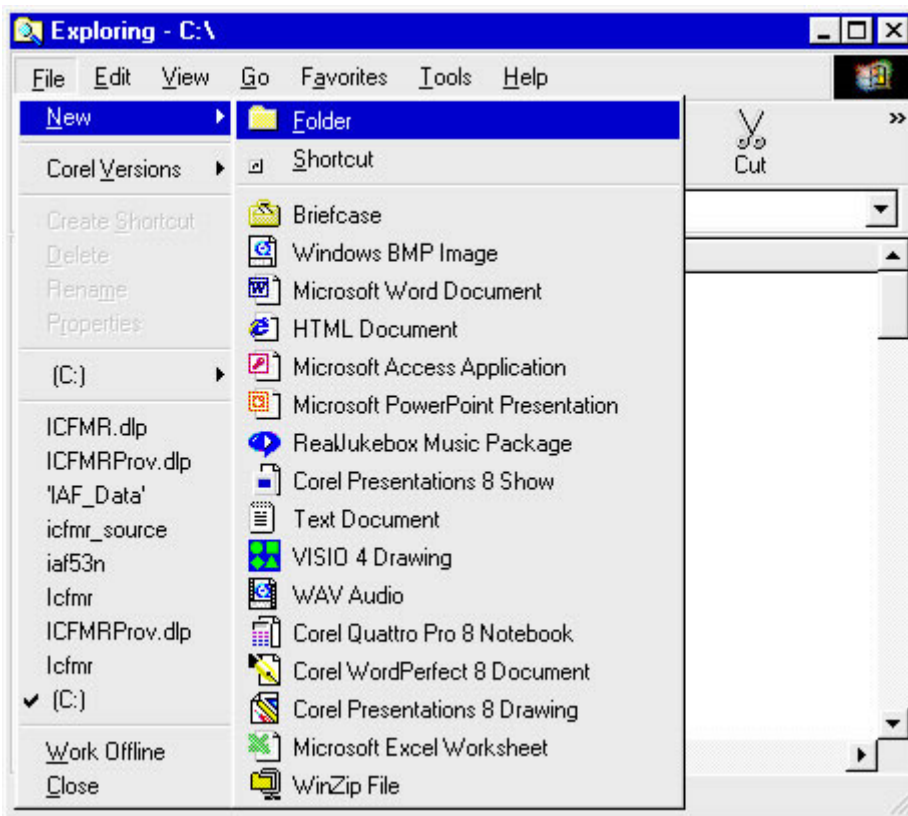 Exploring - C:\
File Edit View Go Favorites Tools Help
New
Corel Versions
Create Shortcut
Delete
Rename
Properties
(C:)
ICFMR.dlp
ICFMRProv.dlp
'IAF_Data'
icfmr_source
iaf53n
Icfmr
ICFMRProv.dlp
Icfmr
(C:)
Work Offline
Close
Folder
Shortcut
Briefcase
Windows BMP Image
Microsoft Word Document
HTML Document
Microsoft Access Application
Microsoft PowerPoint Presentation
RealJukebox Music Package
Corel Presentations 8 Show
Text Document
VISIO 4 Drawing
WAV Audio
Corel Quattro Pro 8 Notebook
Corel WordPerfect 8 Document
Corel Presentations 8 Drawing
Microsoft Excel Worksheet
WinZip File
Cut
»